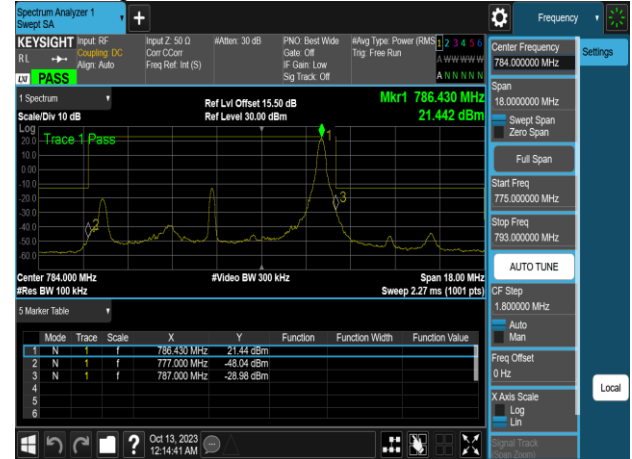 Spectrum Analyzer 1
Swept SA
+
Frequency
KEYSIGHT
RL
LXI PASS
Input: RF
Coupling: DC
Align: Auto
Input Z: 50 Ω
Corr CCorr
Freq Ref: Int (S)
#Atten: 30 dB
PNO: Best Wide
Gate: Off
IF Gain: Low
Sig Track: Off
#Avg Type: Power (RMS
Trig: Free Run
1 2 3 4 5 6
A W W W W W
A N N N N N
1 Spectrum
Scale/Div 10 dB
Ref Lvl Offset 15.50 dB
Ref Level 30.00 dBm
Mkr1 786.430 MHz
21.442 dBm
Log
Trace 1 Pass
20.0
10.0
0.00
-10.0
-20.0
-30.0
-40.0
-50.0
-60.0
1
2
3
Center 784.000 MHz
#Res BW 100 kHz
#Video BW 300 kHz
Span 18.00 MHz
Sweep 2.27 ms (1001 pts)
5 Marker Table
Mode Trace Scale X Y Function Function Width Function Value
1 N 1 f 786.430 MHz 21.44 dBm
2 N 1 f 777.000 MHz -48.04 dBm
3 N 1 f 787.000 MHz -28.98 dBm
4
5
6
?
Oct 13, 2023
12:14:41 AM
Center Frequency
784.000000 MHz
Span
18.0000000 MHz
Swept Span
Zero Span
Full Span
Start Freq
775.000000 MHz
Stop Freq
793.000000 MHz
AUTO TUNE
CF Step
1.800000 MHz
Auto
Man
Freq Offset
0 Hz
X Axis Scale
Log
Lin
Signal Track
(Span Zoom)
Settings
Local